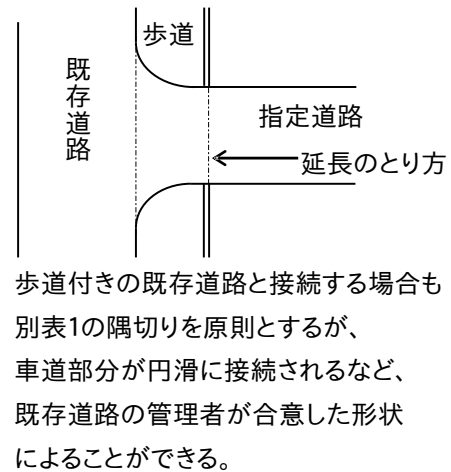 歩道
既存道路
指定道路
延長のとり方
歩道付きの既存道路と接続する場合も
別表1の隅切りを原則とするが、
車道部分が円滑に接続されるなど、
既存道路の管理者が合意した形状
によることができる。